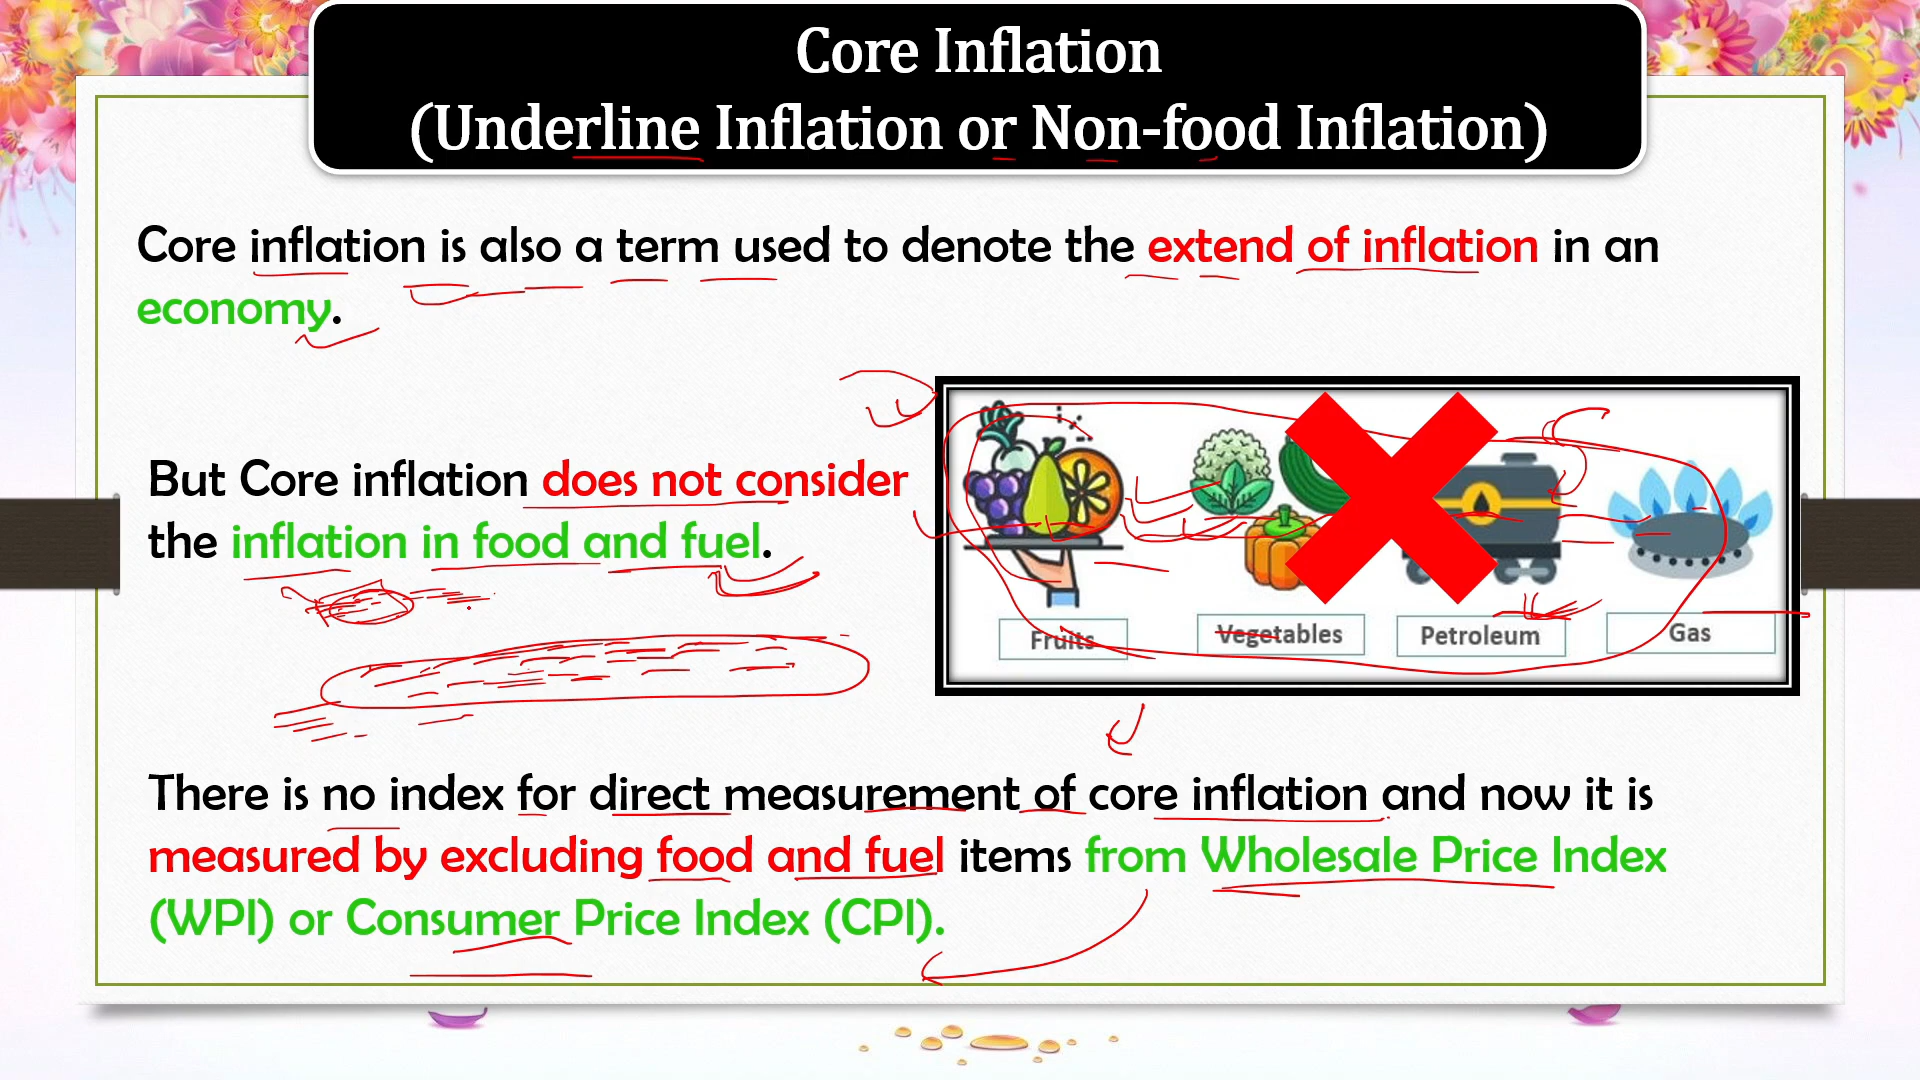 Core Inflation
(Underline Inflation or Non-food Inflation)
Core inflation is also a term used to denote the extend of inflation in an
economy.
But Core inflation does not consider
the inflation in food and fuel.
Fruits
Vegetables
Petroleum
Gas
There is no index for direct measurement of core inflation and now it is
measured by excluding food and fuel items from Wholesale Price Index
(WPI) or Consumer Price Index (CPI).